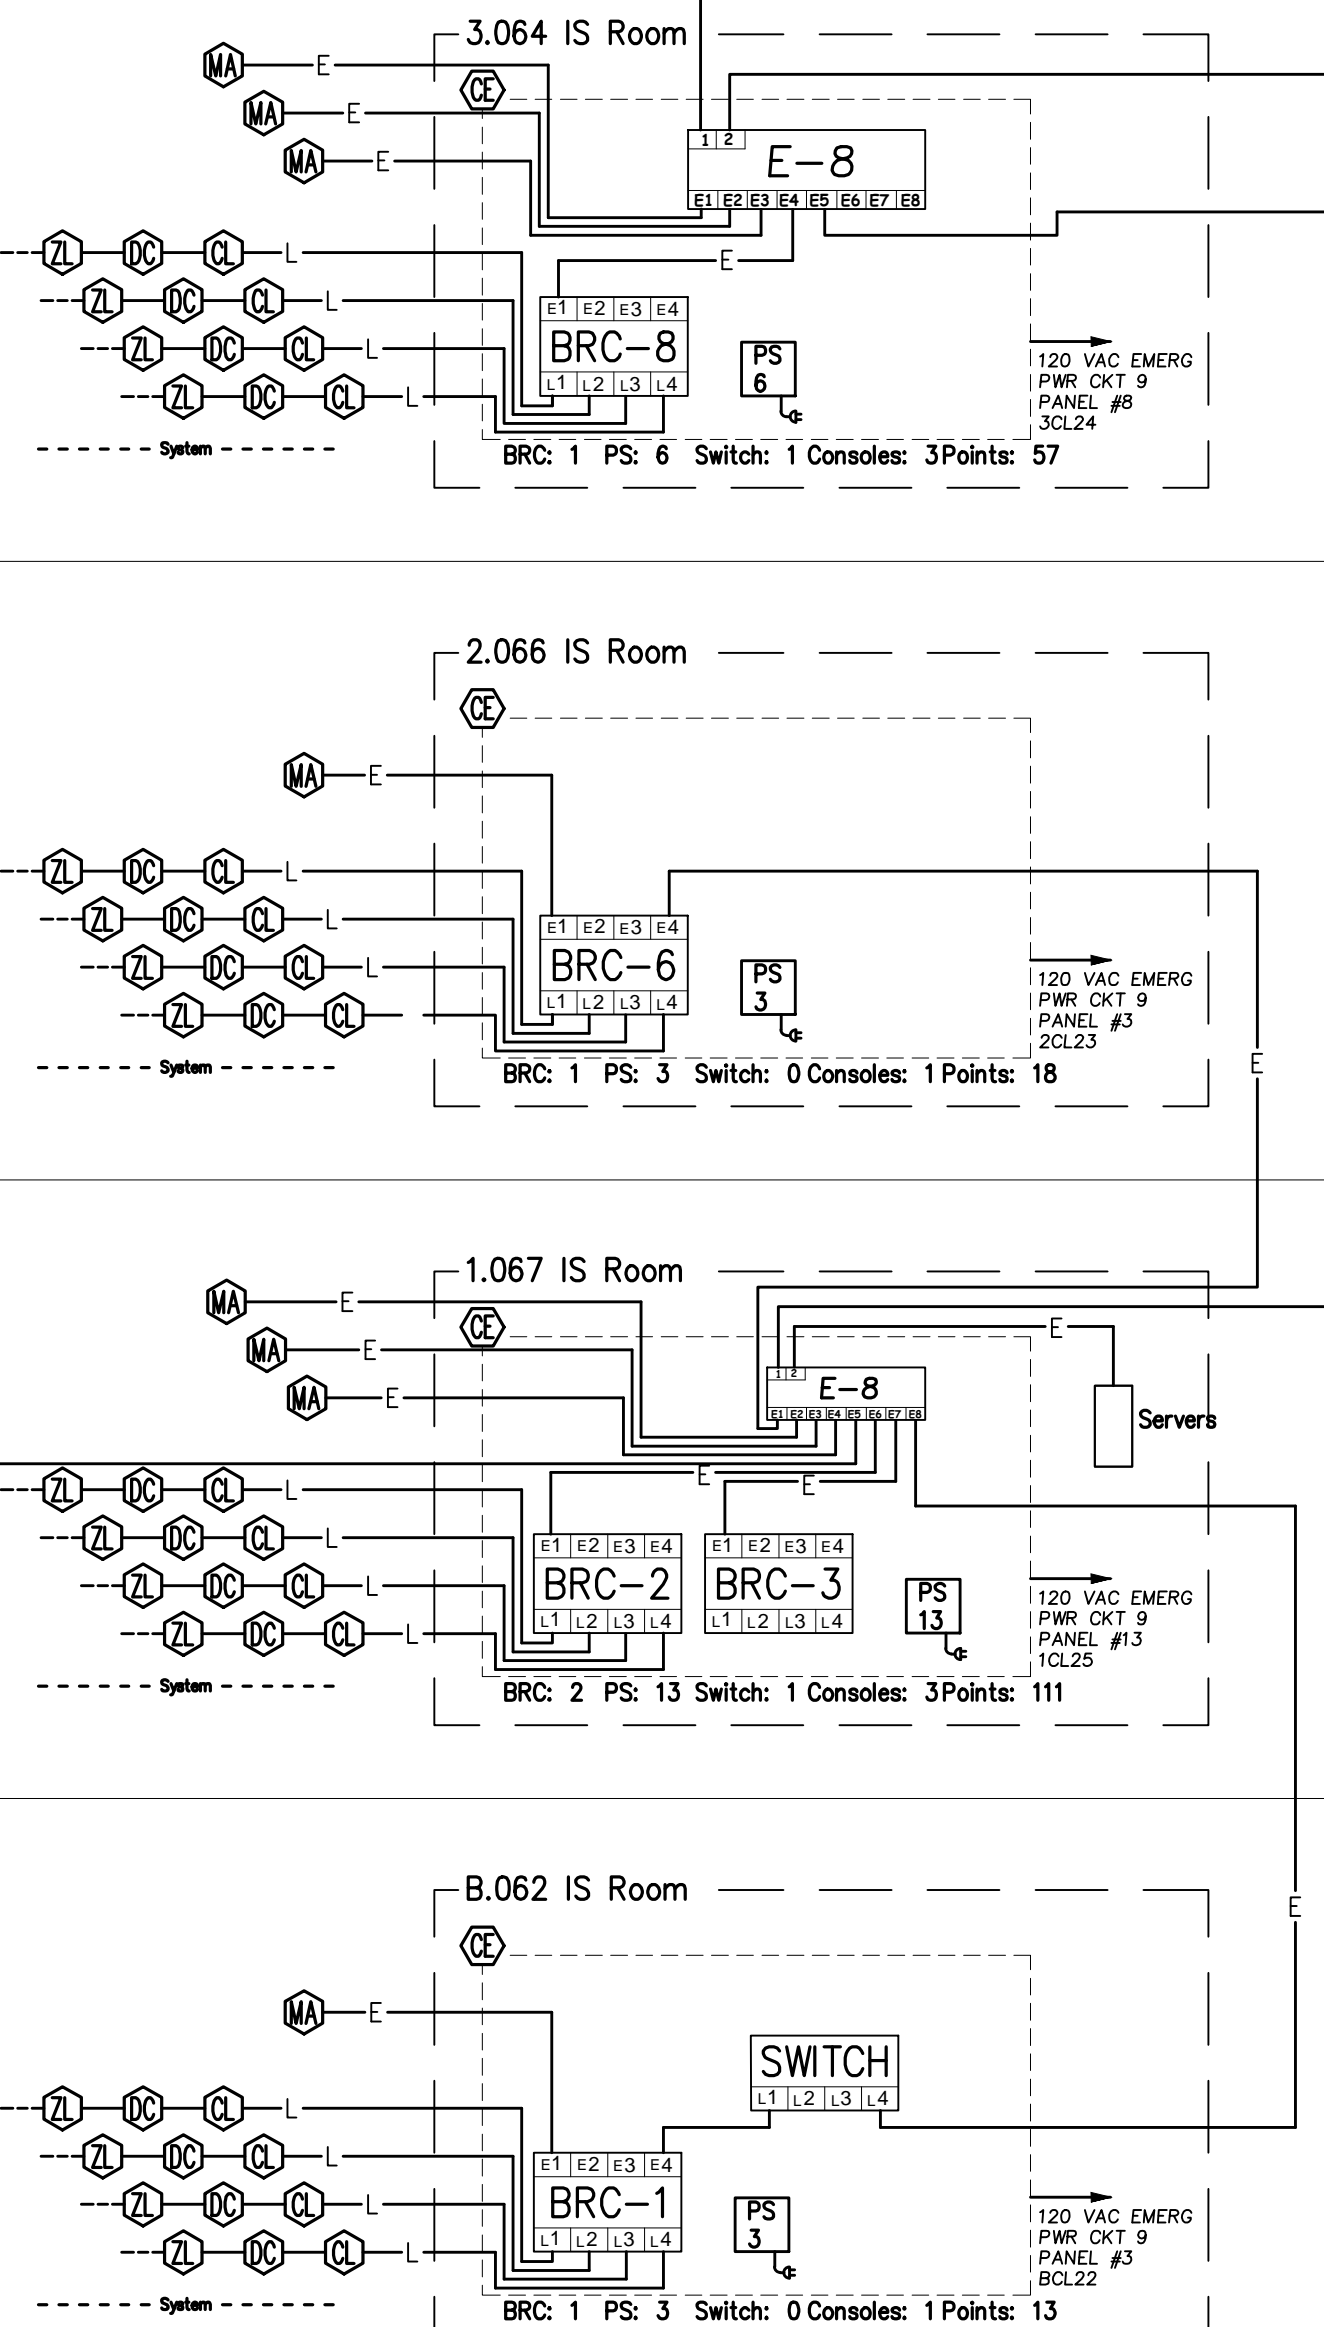 3.064 IS Room
MA E
CE
MA E
1 2
MA E
E-8
E1 E2 E3 E4 E5 E6 E7 E8
ZL DC CL L
E
ZL DC CL L
E1 E2 E3 E4
ZL DC CL L
BRC-8
PS
6
120 VAC EMERG
PWR CKT 9
PANEL #8
3CL24
L1 L2 L3 L4
ZL DC CL L
System
BRC: 1 PS: 6 Switch: 1 Consoles: 3 Points: 57
2.066 IS Room
CE
MA E
ZL DC CL L
ZL DC CL L
E1 E2 E3 E4
ZL DC CL L
BRC-6
PS
3
120 VAC EMERG
PWR CKT 9
PANEL #3
2CL23
L1 L2 L3 L4
ZL DC CL
System
BRC: 1 PS: 3 Switch: 0 Consoles: 1 Points: 18
E
1.067 IS Room
MA E
CE
E
MA E
1 2
E-8
MA E
E1 E2 E3 E4 E5 E6 E7 E8
Servers
E
E
ZL DC CL L
ZL DC CL L
E1 E2 E3 E4
E1 E2 E3 E4
ZL DC CL L
BRC-2
BRC-3
PS
13
120 VAC EMERG
PWR CKT 9
PANEL #13
1CL25
L1 L2 L3 L4
L1 L2 L3 L4
ZL DC CL L
System
BRC: 2 PS: 13 Switch: 1 Consoles: 3 Points: 111
B.062 IS Room
E
CE
MA E
SWITCH
L1 L2 L3 L4
ZL DC CL L
ZL DC CL L
E1 E2 E3 E4
ZL DC CL L
BRC-1
PS
3
120 VAC EMERG
PWR CKT 9
PANEL #3
BCL22
L1 L2 L3 L4
ZL DC CL L
System
BRC: 1 PS: 3 Switch: 0 Consoles: 1 Points: 13